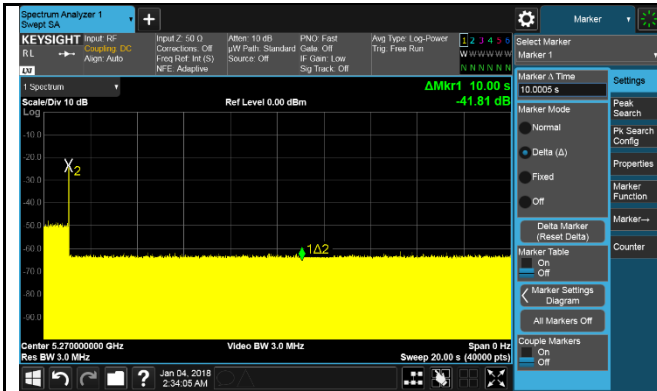 Spectrum Analyzer 1
Swept SA
+
Marker
KEYSIGHT
RL
LXI
Input: RF
Coupling: DC
Align: Auto
Input Z: 50 Ω
Corrections: Off
Freq Ref: Int (S)
NFE: Adaptive
Atten: 10 dB
µW Path: Standard
Source: Off
PNO: Fast
Gate: Off
IF Gain: Low
Sig Track: Off
Avg Type: Log-Power
Trig: Free Run
1 2 3 4 5 6
W W W W W W
N N N N N N
Select Marker
Marker 1
1 Spectrum
Scale/Div 10 dB
Log
Ref Level 0.00 dBm
ΔMkr1 10.00 s
-41.81 dB
-10.0
-20.0
-30.0
-40.0
-50.0
-60.0
-70.0
-80.0
-90.0
2
1Δ2
Center 5.270000000 GHz
Res BW 3.0 MHz
Video BW 3.0 MHz
Span 0 Hz
Sweep 20.00 s (40000 pts)
Marker Δ Time
10.0005 s
Marker Mode
Normal
Delta (Δ)
Fixed
Off
Delta Marker
(Reset Delta)
Marker Table
On
Off
Marker Settings
Diagram
All Markers Off
Couple Markers
On
Off
Settings
Peak
Search
Pk Search
Config
Properties
Marker
Function
Marker→
Counter
?
Jan 04, 2018
2:34:05 AM